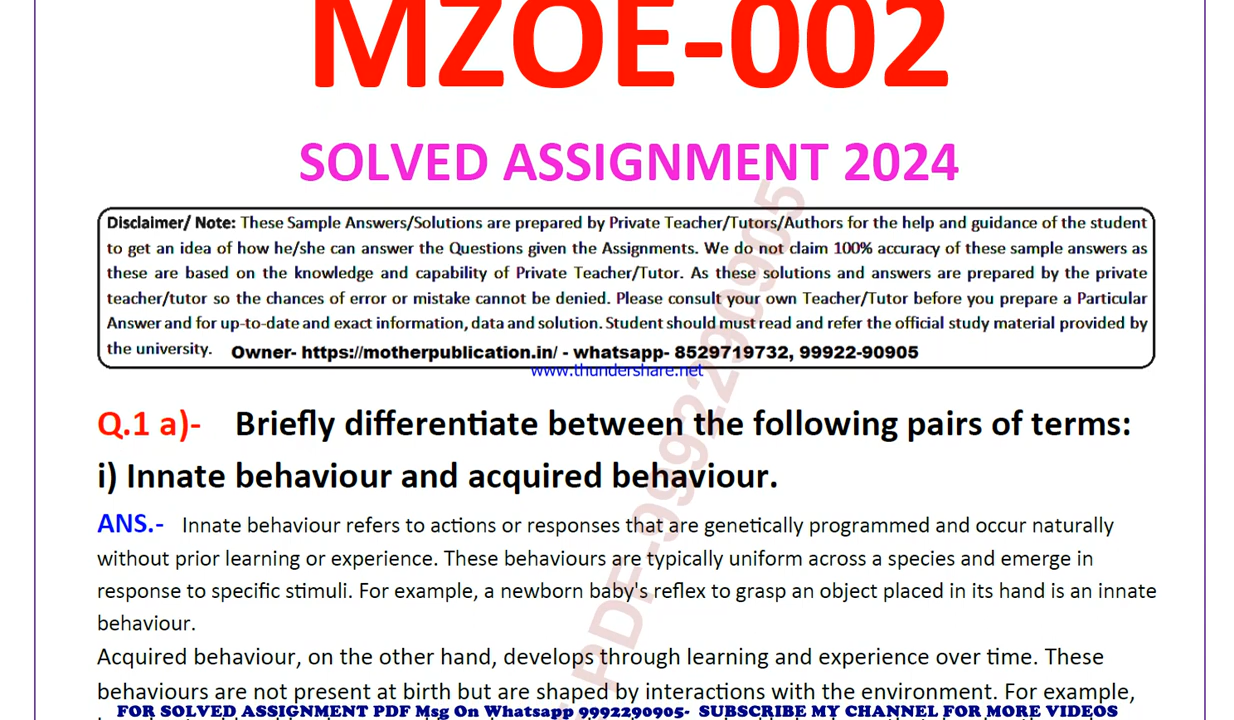 MZOE-002
SOLVED ASSIGNMENT 2024
Disclaimer/ Note: These Sample Answers/Solutions are prepared by Private Teacher/Tutors/Authors for the help and guidance of the student
to get an idea of how he/she can answer the Questions given the Assignments. We do not claim 100% accuracy of these sample answers as
these are based on the knowledge and capability of Private Teacher/Tutor. As these solutions and answers are prepared by the private
teacher/tutor so the chances of error or mistake cannot be denied. Please consult your own Teacher/Tutor before you prepare a Particular
Answer and for up-to-date and exact information, data and solution. Student should must read and refer the official study material provided by
the university. Owner- https://motherpublication.in/ - whatsapp- 8529719732, 99922-90905
www.thundershare.net
Q.1 a)- Briefly differentiate between the following pairs of terms:
i) Innate behaviour and acquired behaviour.
ANS.- Innate behaviour refers to actions or responses that are genetically programmed and occur naturally
without prior learning or experience. These behaviours are typically uniform across a species and emerge in
response to specific stimuli. For example, a newborn baby's reflex to grasp an object placed in its hand is an innate
behaviour.
Acquired behaviour, on the other hand, develops through learning and experience over time. These
behaviours are not present at birth but are shaped by interactions with the environment. For example,
FOR SOLVED ASSIGNMENT PDF Msg On Whatsapp 9992290905- SUBSCRIBE MY CHANNEL FOR MORE VIDEOS
PDF-9992290905